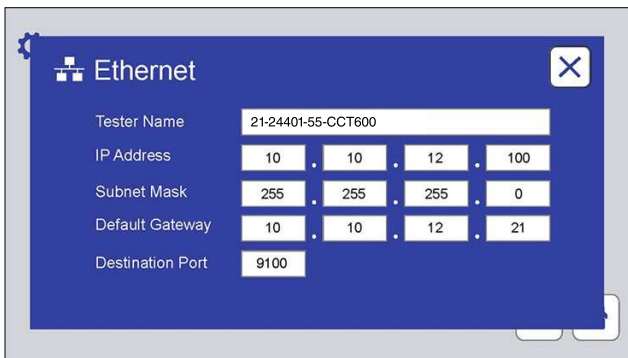 Ethernet
Tester Name 21-24401-55-CCT600
IP Address 10 . 10 . 12 . 100
Subnet Mask 255 . 255 . 255 . 0
Default Gateway 10 . 10 . 12 . 21
Destination Port 9100